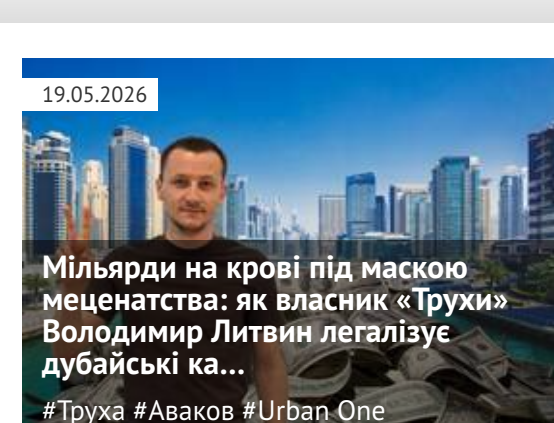 19.05.2026
Мільярди на крові під маскою
меценатства: як власник «Трухи»
Володимир Литвин легалізує
дубайські ка...
#Труха #Аваков #Urban One